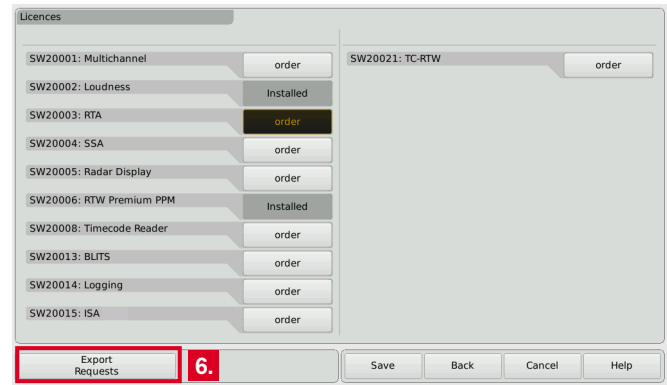 Licences
SW20001: Multichannel order
SW20002: Loudness Installed
SW20003: RTA order
SW20004: SSA order
SW20005: Radar Display order
SW20006: RTW Premium PPM Installed
SW20008: Timecode Reader order
SW20013: BLITS order
SW20014: Logging order
SW20015: ISA order
SW20021: TC-RTW order
Export
Requests
6.
Save Back Cancel Help